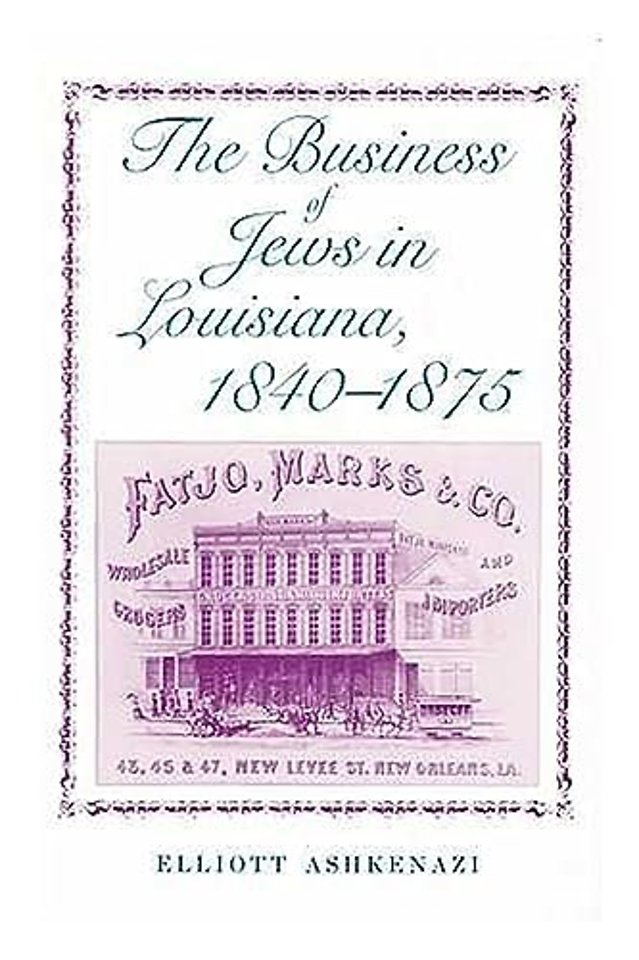 The Business
of
Jews in
Louisiana,
1840–1875
FATJO, MARKS & CO.
WHOLESALE
AND
GROCERS
IMPORTERS
43, 45 & 47, NEW LEVEE ST. NEW ORLEANS, LA.
ELLIOTT ASHKENAZI